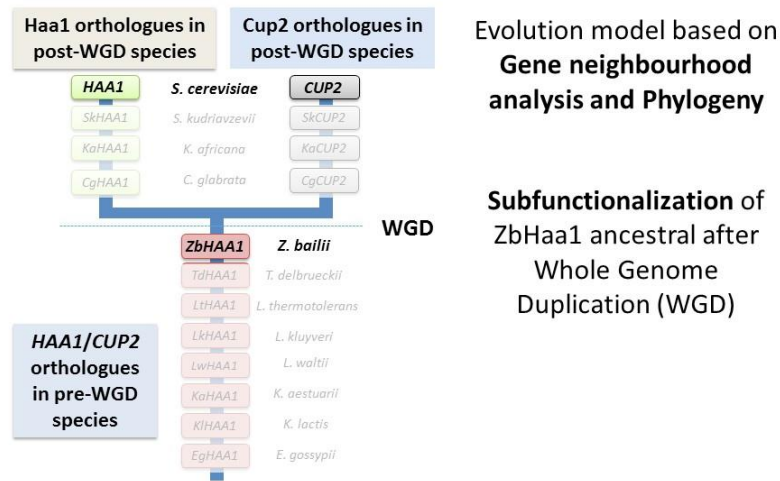 Haa1 orthologues in
post-WGD species
Cup2 orthologues in
post-WGD species
Evolution model based on
Gene neighbourhood
analysis and Phylogeny
HAA1 S. cerevisiae CUP2
SkHAA1 S. kudriavzevii SkCUP2
KaHAA1 K. africana KaCUP2
CgHAA1 C. glabrata CgCUP2
WGD
Subfunctionalization of
ZbHaa1 ancestral after
Whole Genome
Duplication (WGD)
ZbHAA1 Z. bailii
TdHAA1 T. delbrueckii
LtHAA1 L. thermotolerans
LkHAA1 L. kluyveri
LwHAA1 L. waltii
KaHAA1 K. aestuarii
KlHAA1 K. lactis
EgHAA1 E. gossypii
HAA1/CUP2
orthologues
in pre-WGD
species